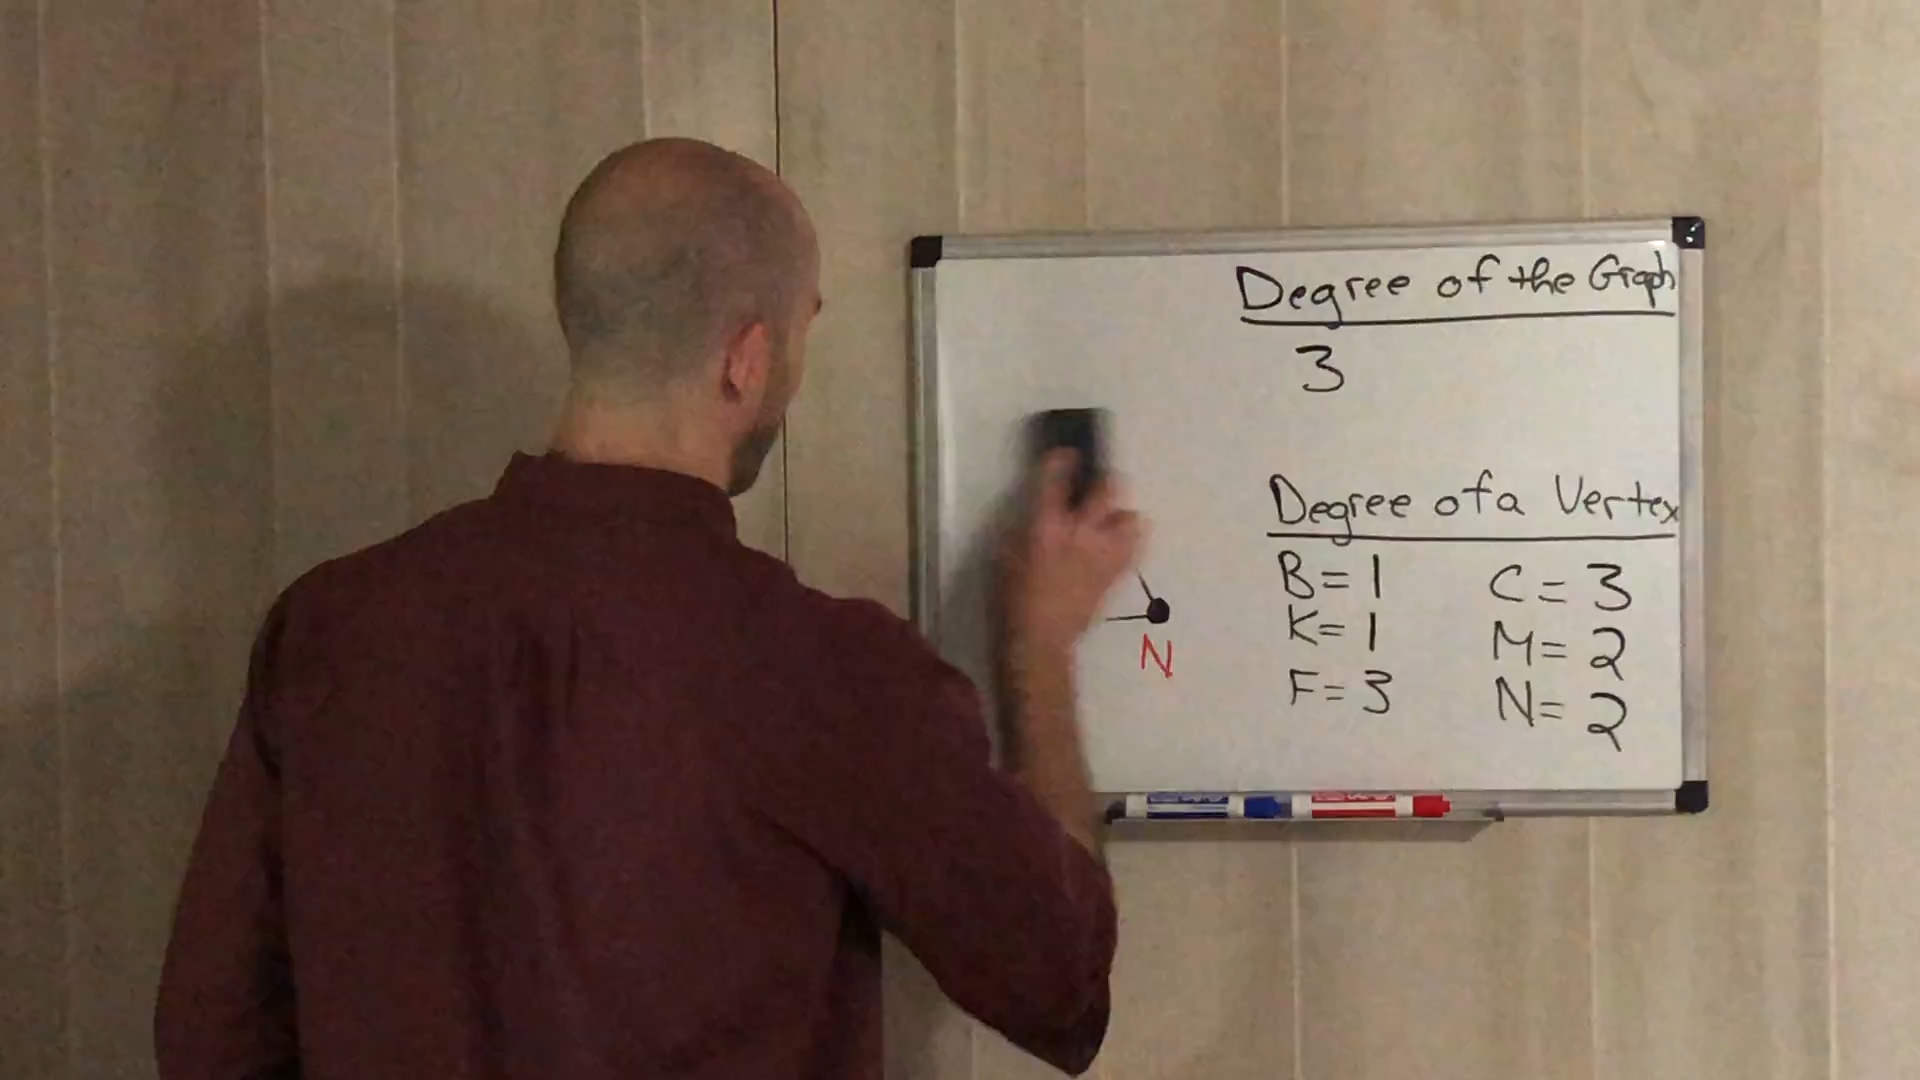 Degree of the Graph
3
Degree of a Vertex
B = 1 C = 3
K = 1 M = 2
F = 3 N = 2
N